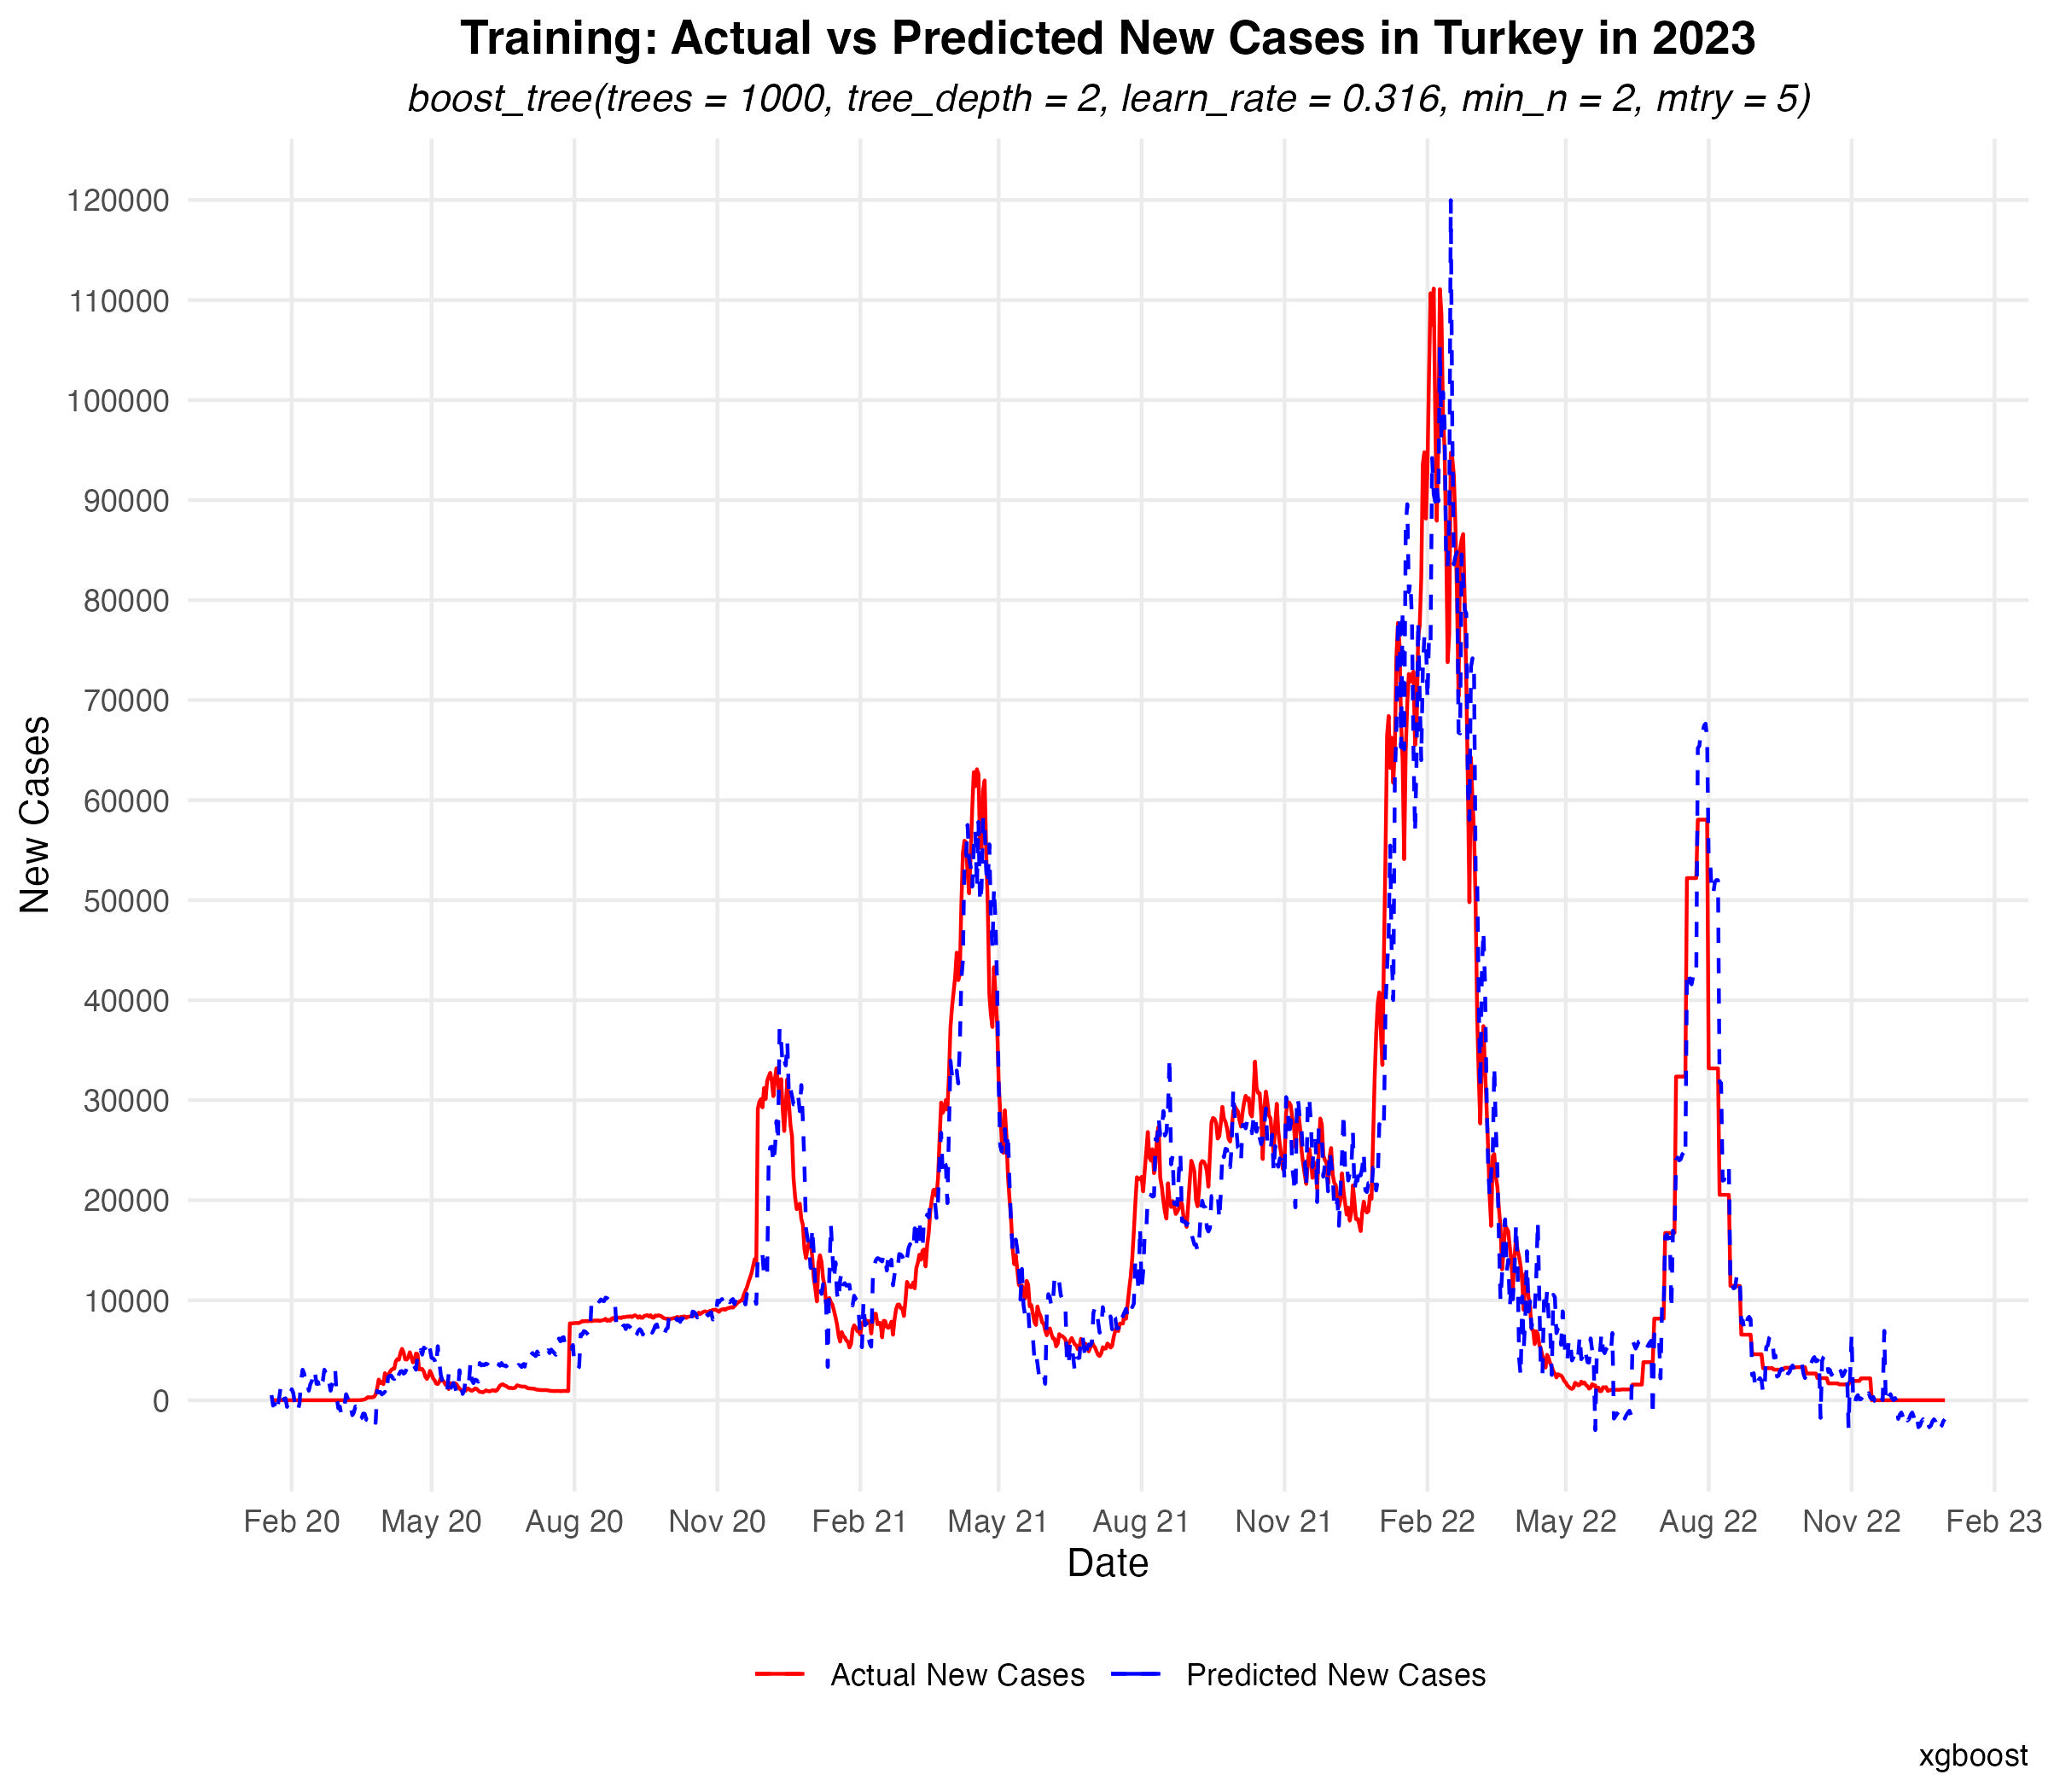 Training: Actual vs Predicted New Cases in Turkey in 2023
boost_tree(trees = 1000, tree_depth = 2, learn_rate = 0.316, min_n = 2, mtry = 5)
120000
110000
100000
90000
80000
70000
60000
50000
40000
30000
20000
10000
0
New Cases
Feb 20 May 20 Aug 20 Nov 20 Feb 21 May 21 Aug 21 Nov 21 Feb 22 May 22 Aug 22 Nov 22 Feb 23
Date
Actual New Cases Predicted New Cases
xgboost